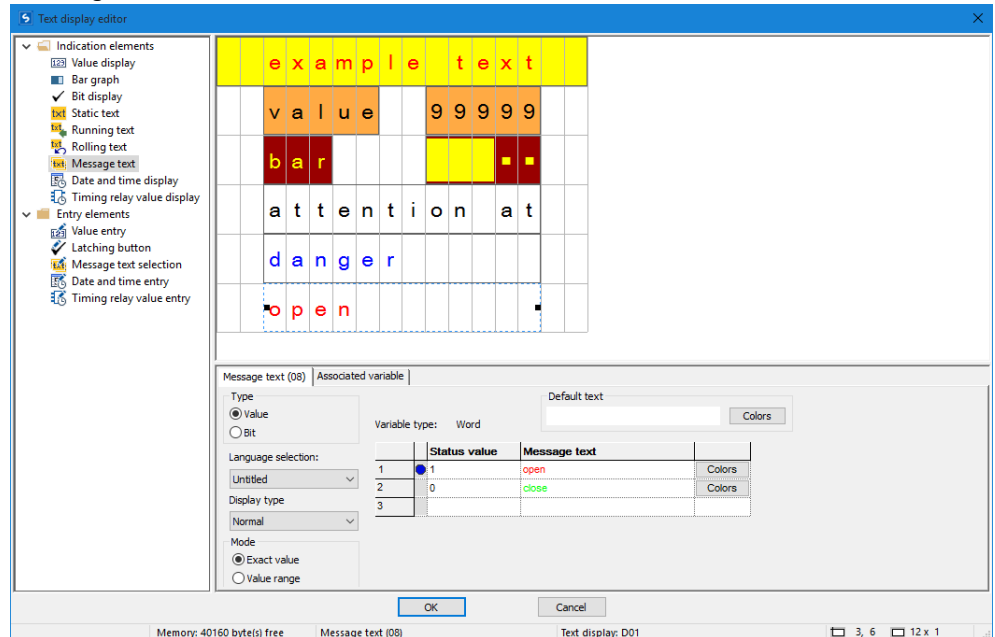 Text display editor
Indication elements
Value display
Bar graph
Bit display
Static text
Running text
Rolling text
Message text
Date and time display
Timing relay value display
Entry elements
Value entry
Latching button
Message text selection
Date and time entry
Timing relay value entry
example text
value 99999
bar
attention at
danger
open
Message text (08) Associated variable
Type
Value
Bit
Language selection:
Untitled
Display type
Normal
Mode
Exact value
Value range
Variable type: Word
Default text
Colors
Status value Message text
1 1 open Colors
2 0 close Colors
3
OK Cancel
Memory: 40160 byte(s) free Message text (08) Text display: D01 3, 6 12 x 1